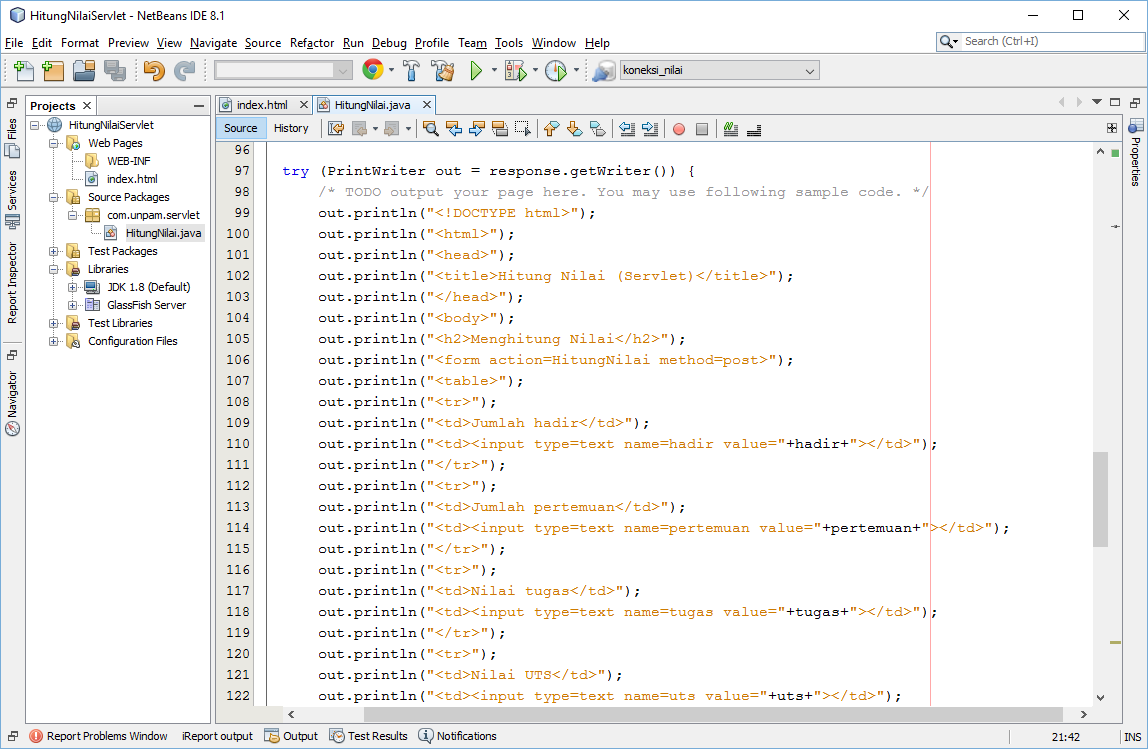 HitungNilaiServlet - NetBeans IDE 8.1
File Edit Format Preview View Navigate Source Refactor Run Debug Profile Team Tools Window Help
Search (Ctrl+I)
koneksi_nilai
Files
Services
Report Inspector
Navigator
Projects
HitungNilaiServlet
Web Pages
WEB-INF
index.html
Source Packages
com.unpam.servlet
HitungNilai.java
Test Packages
Libraries
JDK 1.8 (Default)
GlassFish Server
Test Libraries
Configuration Files
index.html HitungNilai.java
Source History
96
97 try (PrintWriter out = response.getWriter()) {
98 /* TODO output your page here. You may use following sample code. */
99 out.println("<!DOCTYPE html>");
100 out.println("<html>");
101 out.println("<head>");
102 out.println("<title>Hitung Nilai (Servlet)</title>");
103 out.println("</head>");
104 out.println("<body>");
105 out.println("<h2>Menghitung Nilai</h2>");
106 out.println("<form action=HitungNilai method=post>");
107 out.println("<table>");
108 out.println("<tr>");
109 out.println("<td>Jumlah hadir</td>");
110 out.println("<td><input type=text name=hadir value="+hadir+"></td>");
111 out.println("</tr>");
112 out.println("<tr>");
113 out.println("<td>Jumlah pertemuan</td>");
114 out.println("<td><input type=text name=pertemuan value="+pertemuan+"></td>");
115 out.println("</tr>");
116 out.println("<tr>");
117 out.println("<td>Nilai tugas</td>");
118 out.println("<td><input type=text name=tugas value="+tugas+"></td>");
119 out.println("</tr>");
120 out.println("<tr>");
121 out.println("<td>Nilai UTS</td>");
122 out.println("<td><input type=text name=uts value="+uts+"></td>");
Properties
Report Problems Window iReport output Output Test Results Notifications 21:42 INS